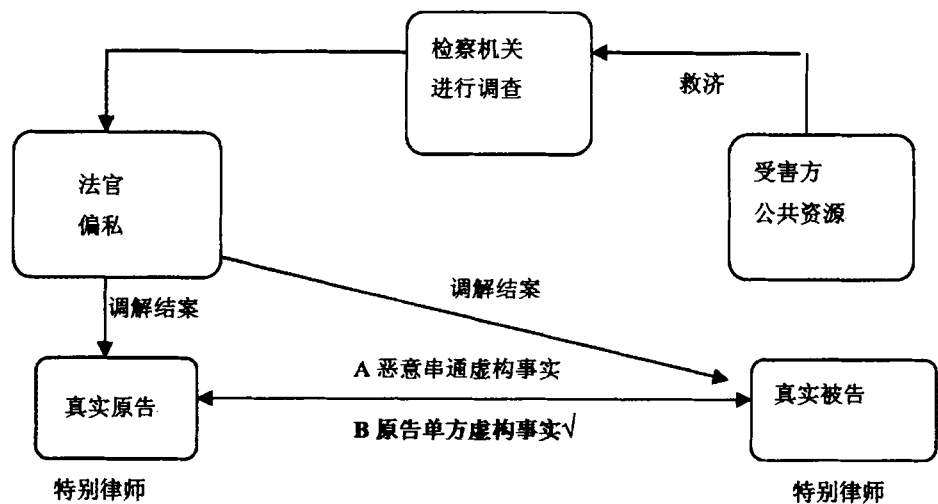 检察机关
进行调查
救济
法官
偏私
受害方
公共资源
调解结案
调解结案
A 恶意串通虚构事实
真实原告
真实被告
B 原告单方虚构事实√
特别律师
特别律师